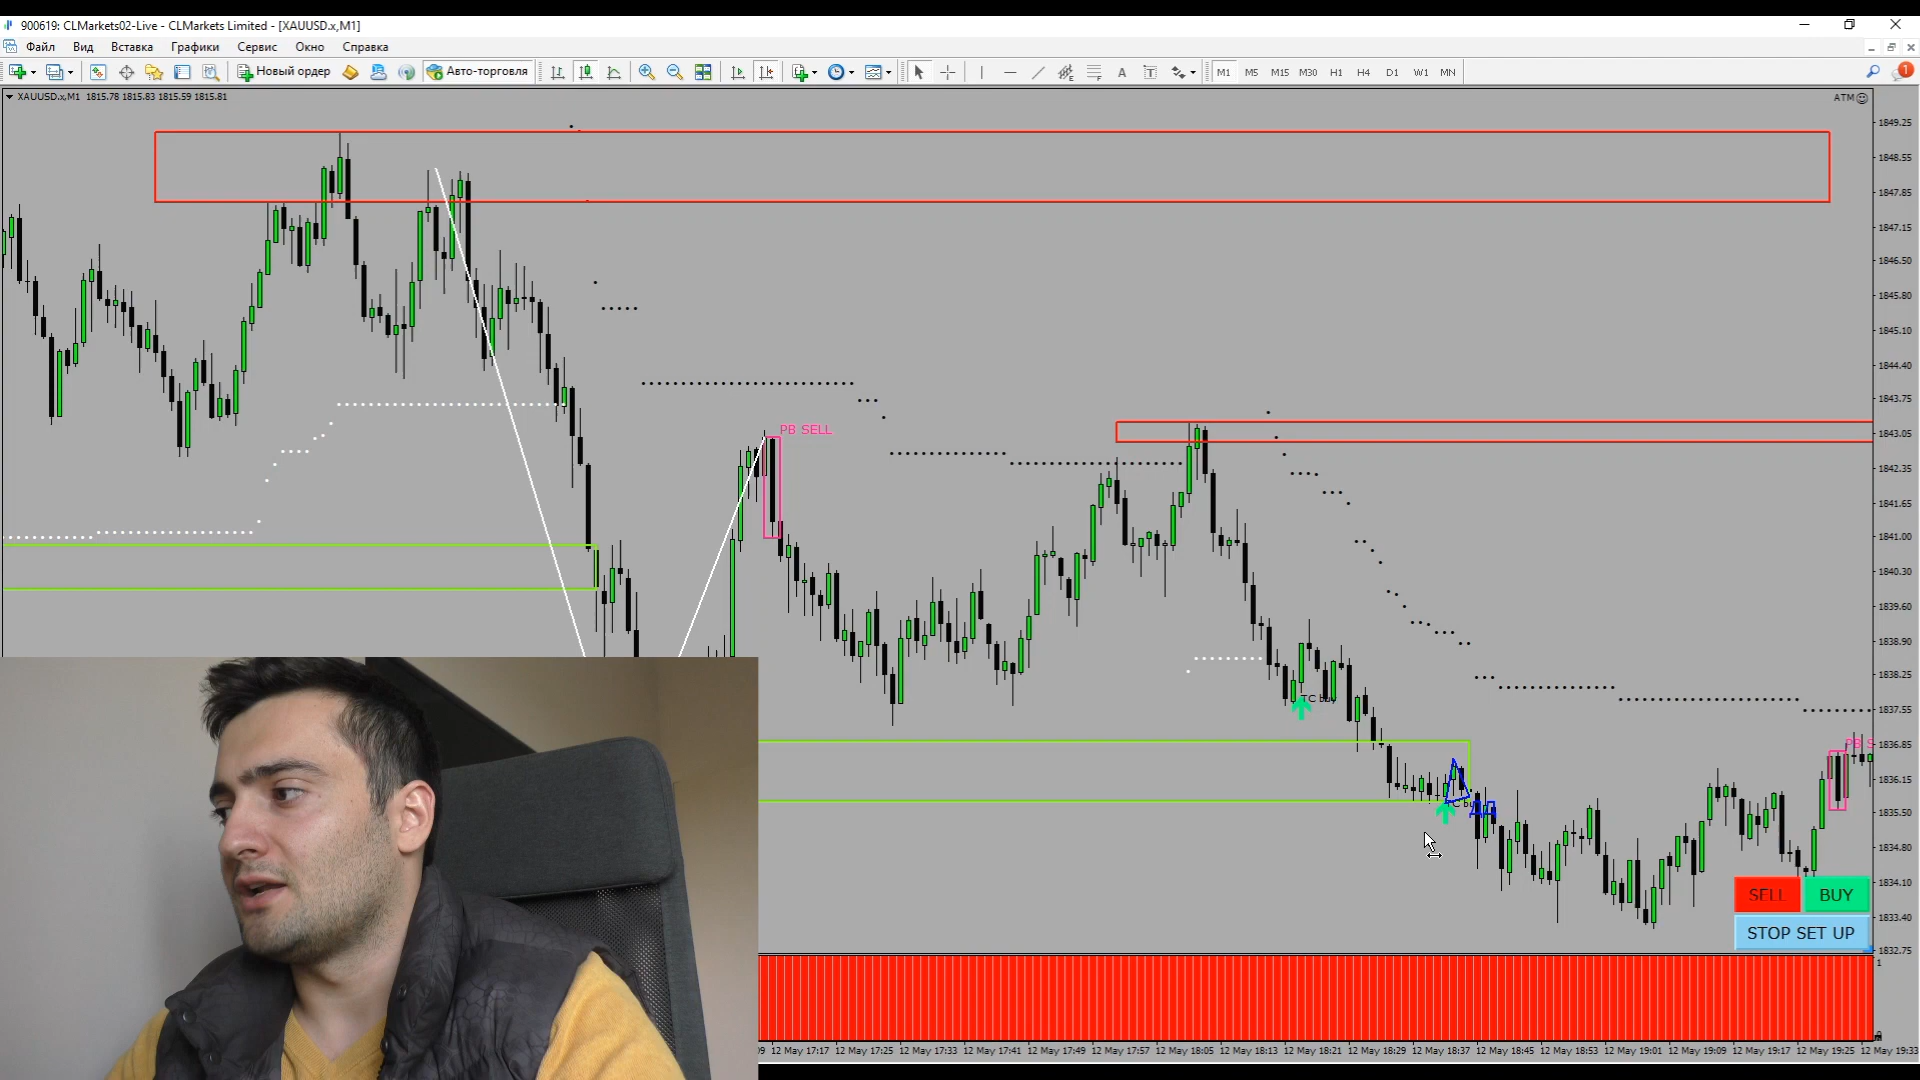 900619: CLMarkets02-Live - CLMarkets Limited - [XAUUSD.x,M1]
Файл Вид Вставка Графики Сервис Окно Справка
Новый ордер Авто-торговля A T M1 M5 M15 M30 H1 H4 D1 W1 MN 1
XAUUSD.x,M1 1815.78 1815.83 1815.59 1815.81
ATM
1849.25
1848.55
1847.85
1847.15
1846.50
1845.80
1845.10
1844.40
1843.75
PB SELL
1843.05
1842.35
1841.65
1841.00
1840.30
1839.60
1838.90
1838.25
TC buy
1837.55
PB S
1836.85
1836.15
ДД
1835.50
1834.80
1834.10
SELL BUY
1833.40
STOP SET UP
1832.75
1
12 May 17:17 12 May 17:25 12 May 17:33 12 May 17:41 12 May 17:49 12 May 17:57 12 May 18:05 12 May 18:13 12 May 18:21 12 May 18:29 12 May 18:37 12 May 18:45 12 May 18:53 12 May 19:01 12 May 19:09 12 May 19:17 12 May 19:25 12 May 19:33